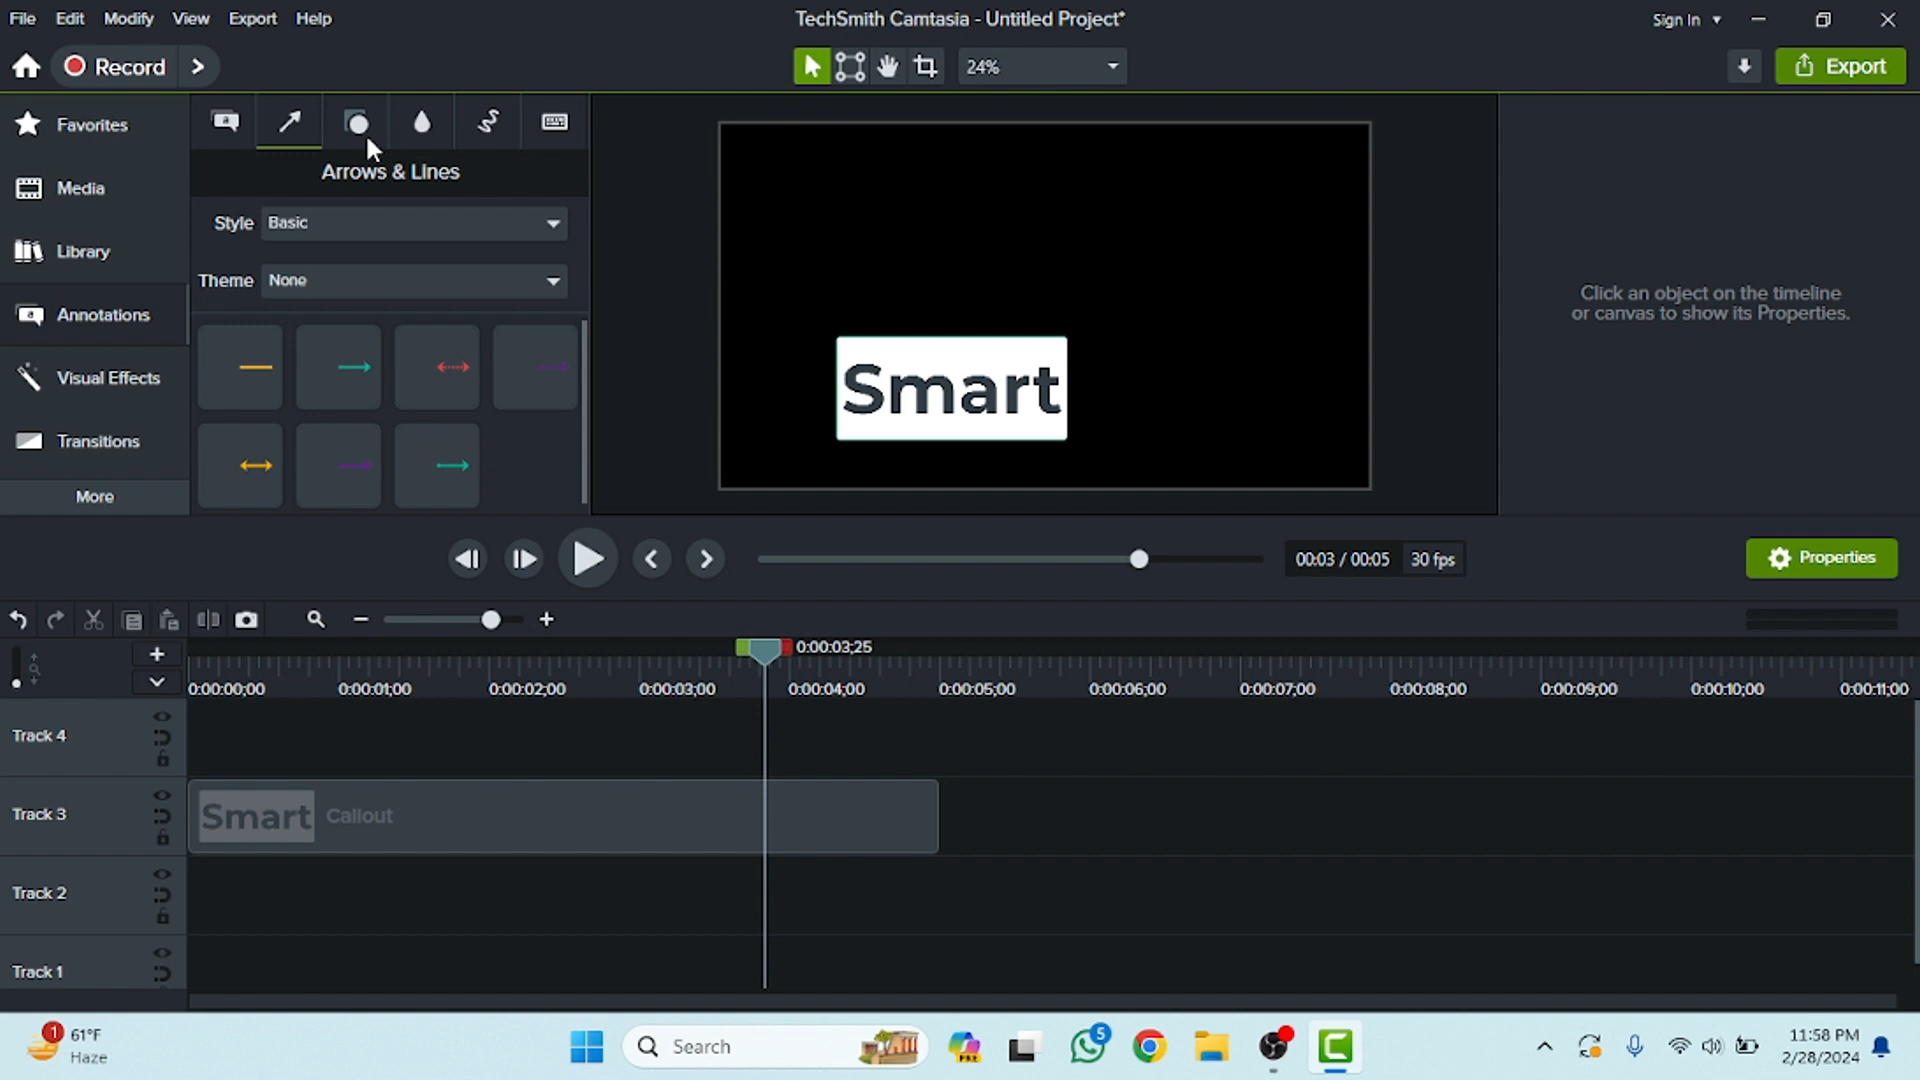 File Edit Modify View Export Help
TechSmith Camtasia - Untitled Project*
Sign In
Record
24%
Export
Favorites
Media
Library
Annotations
Visual Effects
Transitions
More
a
Arrows & Lines
Style Basic
Theme None
Smart
Click an object on the timeline
or canvas to show its Properties.
00:03 / 00:05 30 fps
Properties
0:00:03;25
0:00:00;00 0:00:01;00 0:00:02;00 0:00:03;00 0:00:04;00 0:00:05;00 0:00:06;00 0:00:07;00 0:00:08;00 0:00:09;00 0:00:10;00 0:00:11;00
Track 4
Track 3
Smart Callout
Track 2
Track 1
1
61°F
Haze
Search
PRE
5
11:58 PM
2/28/2024